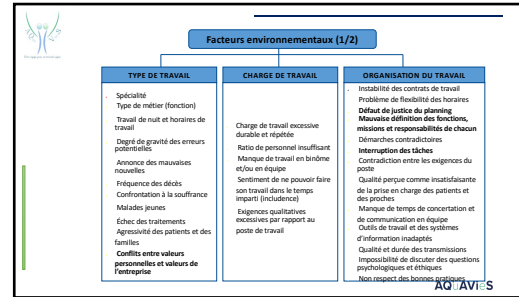 Facteurs environnementaux (1/2)
TYPE DE TRAVAIL
Spécialité
Type de métier (fonction)
Travail de nuit et horaires de
travail
Degré de gravité des erreurs
potentielles
Annonce des mauvaises
nouvelles
Fréquence des décès
Confrontation à la souffrance
Malades jeunes
Échec des traitements
Agressivité des patients et des
familles
Conflits entre valeurs
personnelles et valeurs de
l'entreprise
CHARGE DE TRAVAIL
Charge de travail excessive
durable et répétée
Ratio de personnel insuffisant
Manque de travail en binôme
et/ou en équipe
Sentiment de ne pouvoir faire
son travail dans le temps
imparti (includence)
Exigences qualitatives
excessives par rapport au
poste de travail
ORGANISATION DU TRAVAIL
Instabilité des contrats de travail
Problème de flexibilité des horaires
Défaut de justice du planning
Mauvaise définition des fonctions,
missions et responsabilités de chacun
Démarches contradictoires
Interruption des tâches
Contradiction entre les exigences du
poste
Qualité perçue comme insatisfaisante
de la prise en charge des patients et
des proches
Manque de temps de concertation et
de communication en équipe
Outils de travail et des systèmes
d'information inadaptés
Qualité et durée des transmissions
Impossibilité de discuter des questions
psychologiques et éthiques
Non respect des bonnes pratiques
AQuAViES